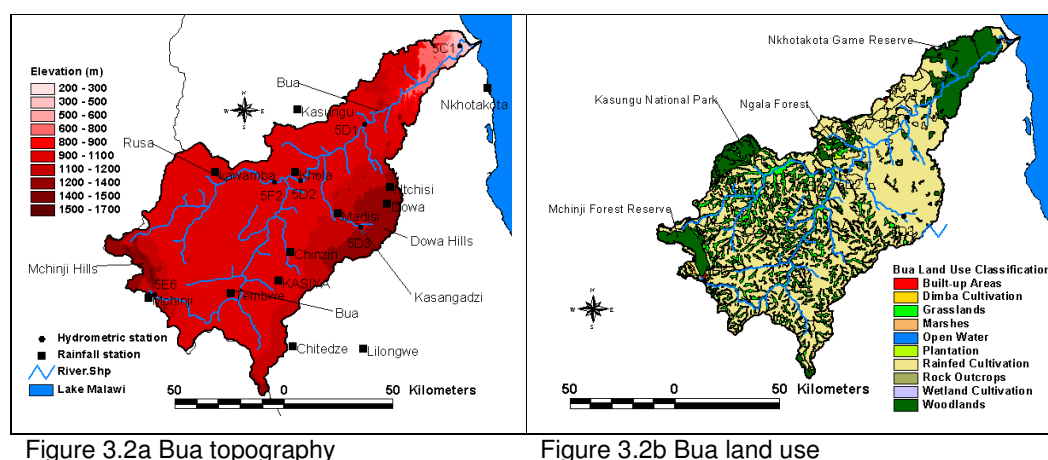 5C1
Elevation (m)
200 - 300
300 - 500
500 - 600
600 - 800
800 - 900
900 - 1100
1100 - 1200
1200 - 1400
1400 - 1500
1500 - 1700
Bua
Nkhotakota
Kasungu
5D1
Rusa
Kawamba
Khola
5F2
5D2
Ntchisi
Dowa
Madisi
5D3
Dowa Hills
Chinziri
Mchinji Hills
5E6
KASIYA
Kasangadzi
Mchinji
Tembwe
Bua
Chitedze
Lilongwe
Hydrometric station
Rainfall station
River.Shp
Lake Malawi
50 0 50 Kilometers
N
W E
S
Figure 3.2a Bua topography
Nkhotakota Game Reserve
Kasungu National Park
Ngala Forest
Mchinji Forest Reserve
Bua Land Use Classification
Built-up Areas
Dimba Cultivation
Grasslands
Marshes
Open Water
Plantation
Rainfed Cultivation
Rock Outcrops
Wetland Cultivation
Woodlands
N
W E
S
50 0 50 Kilometers
Figure 3.2b Bua land use